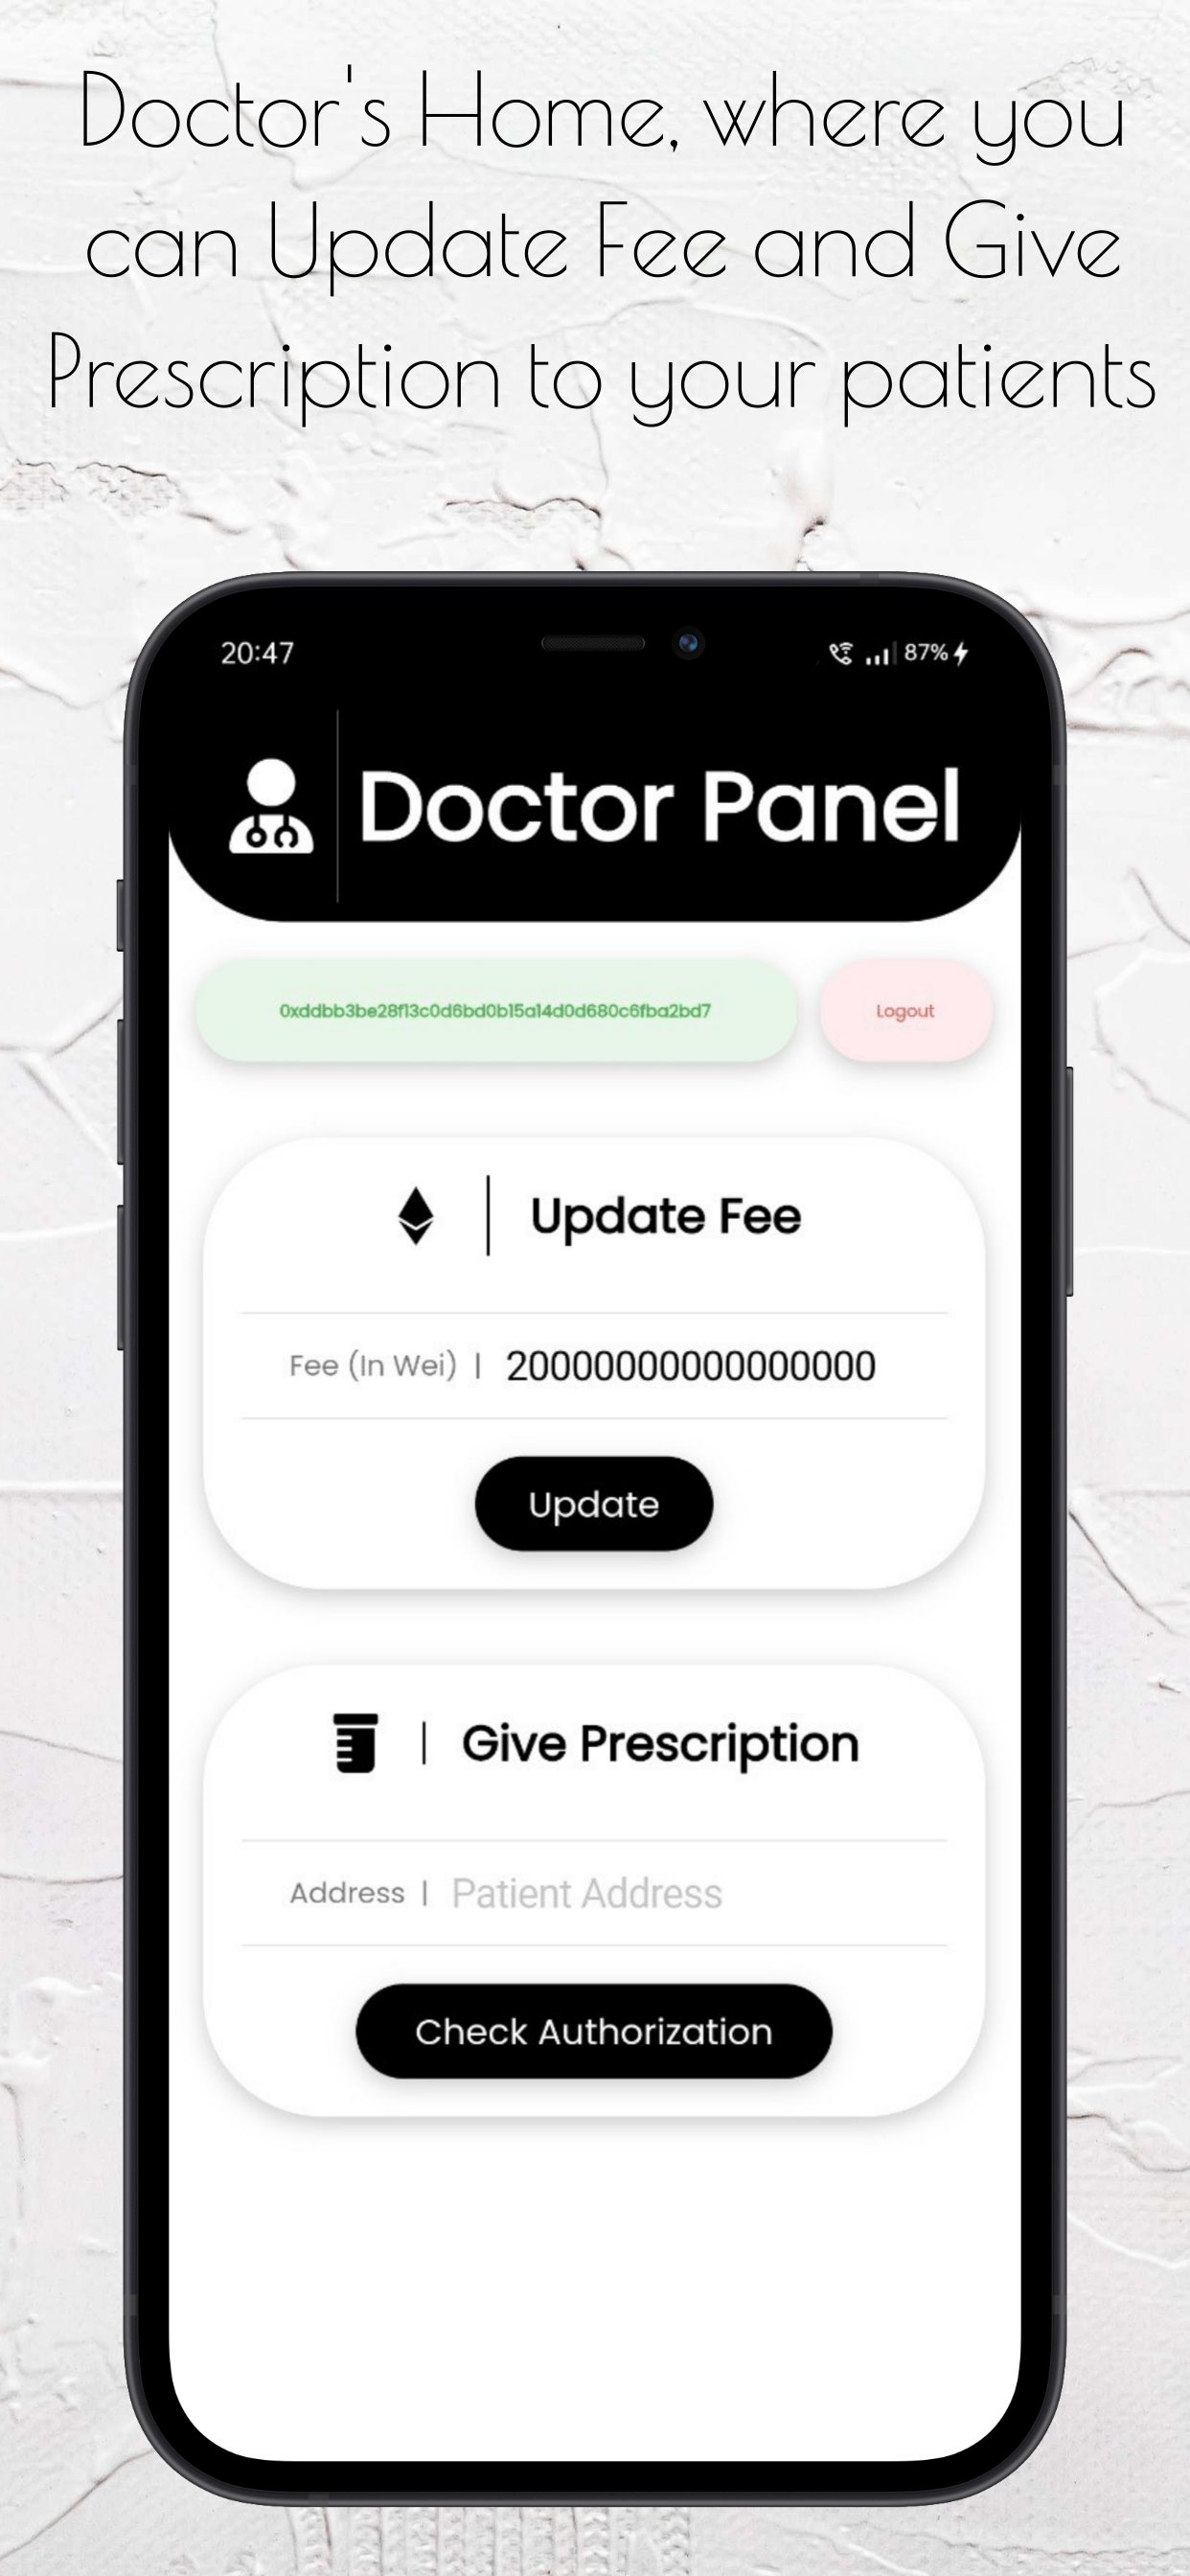 Doctor's Home, where you
can Update Fee and Give
Prescription to your patients
20:47
87%
Doctor Panel
0xddbb3be28f13c0d6bd0b15a14d0d680c6fba2bd7
Logout
Update Fee
Fee (In Wei) | 20000000000000000
Update
Give Prescription
Address | Patient Address
Check Authorization